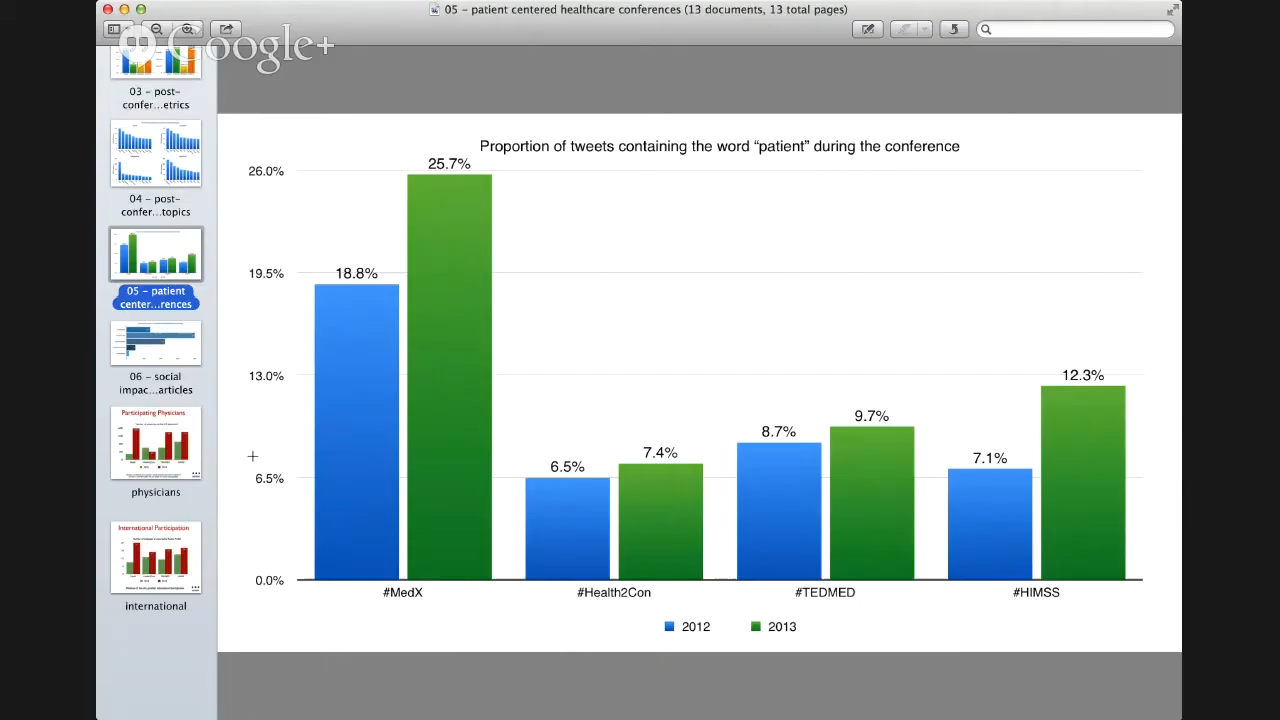 05 - patient centered healthcare conferences (13 documents, 13 total pages)
Google+
03 - post-
confer...etrics
04 - post-
confer...topics
05 - patient
center...rences
06 - social
impac...articles
Participating Physicians
physicians
International Participation
international
Proportion of tweets containing the word “patient” during the conference
26.0%
19.5%
13.0%
6.5%
0.0%
18.8%
25.7%
6.5%
7.4%
8.7%
9.7%
7.1%
12.3%
#MedX
#Health2Con
#TEDMED
#HIMSS
2012
2013